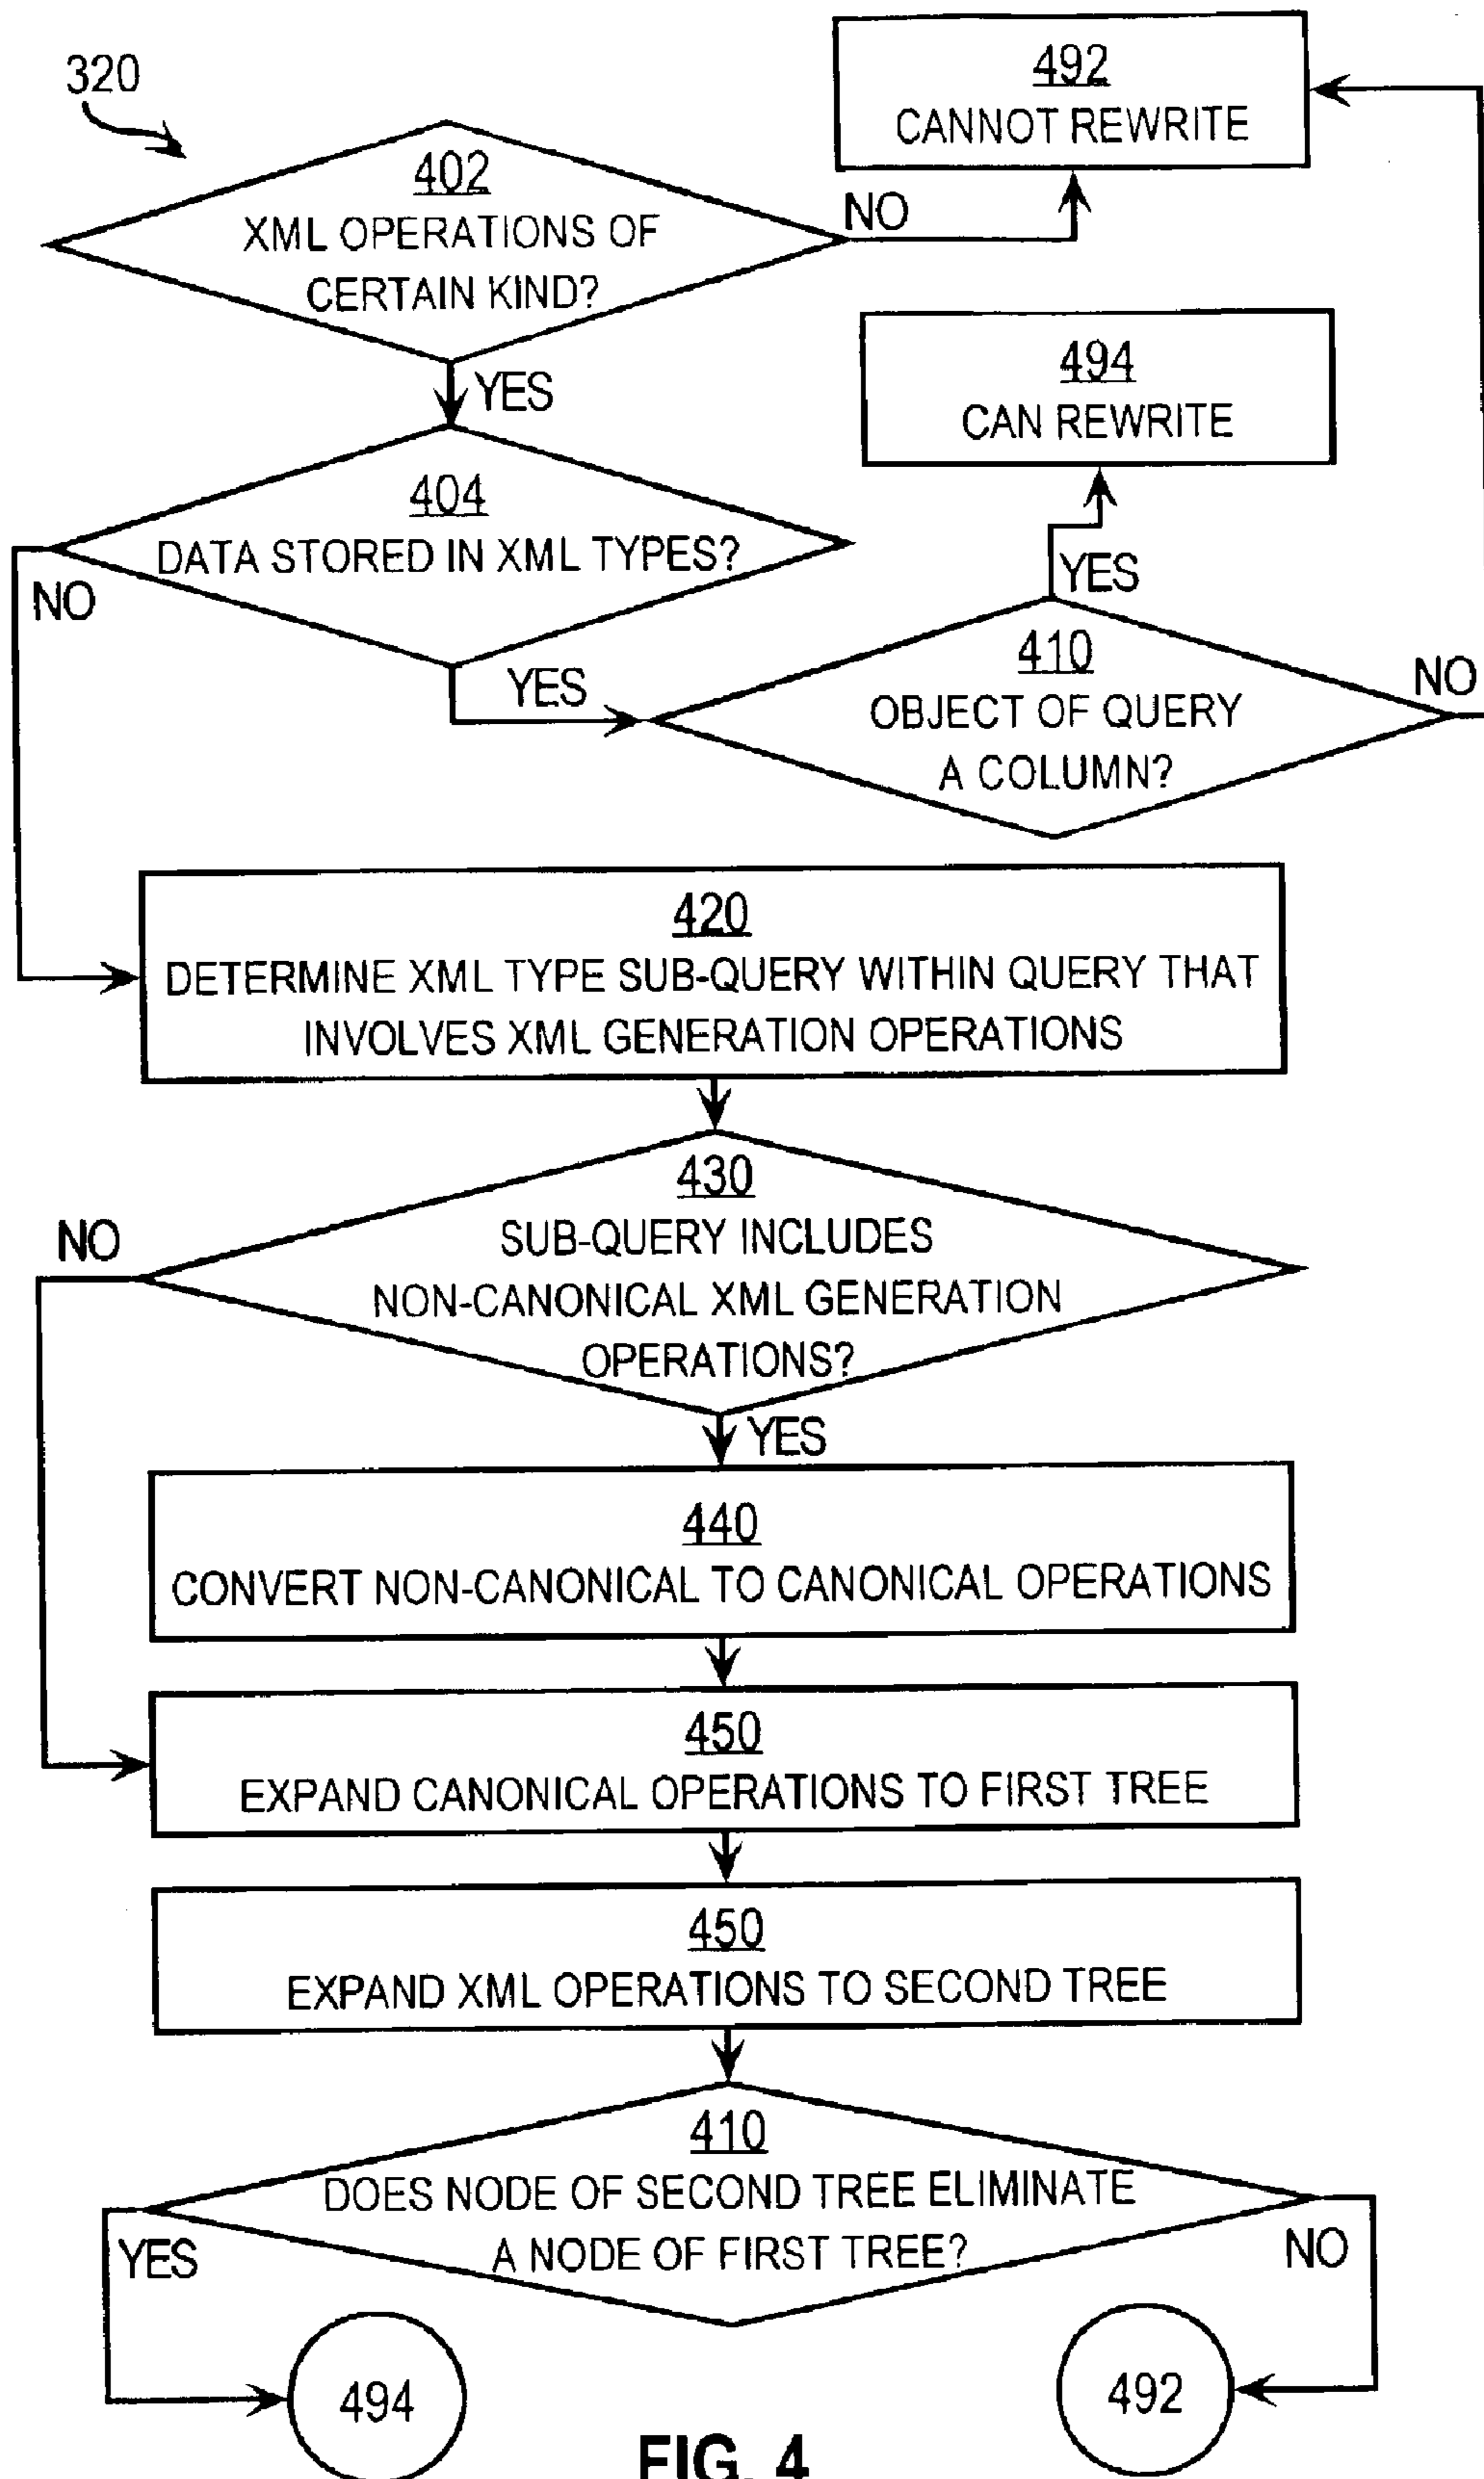 320
492
CANNOT REWRITE
402
XML OPERATIONS OF
CERTAIN KIND?
NO
YES
494
CAN REWRITE
404
DATA STORED IN XML TYPES?
NO
YES
YES
410
OBJECT OF QUERY
A COLUMN?
NO
420
DETERMINE XML TYPE SUB-QUERY WITHIN QUERY THAT
INVOLVES XML GENERATION OPERATIONS
430
SUB-QUERY INCLUDES
NON-CANONICAL XML GENERATION
OPERATIONS?
NO
YES
440
CONVERT NON-CANONICAL TO CANONICAL OPERATIONS
450
EXPAND CANONICAL OPERATIONS TO FIRST TREE
450
EXPAND XML OPERATIONS TO SECOND TREE
410
DOES NODE OF SECOND TREE ELIMINATE
A NODE OF FIRST TREE?
YES
NO
494
492
FIG. 4